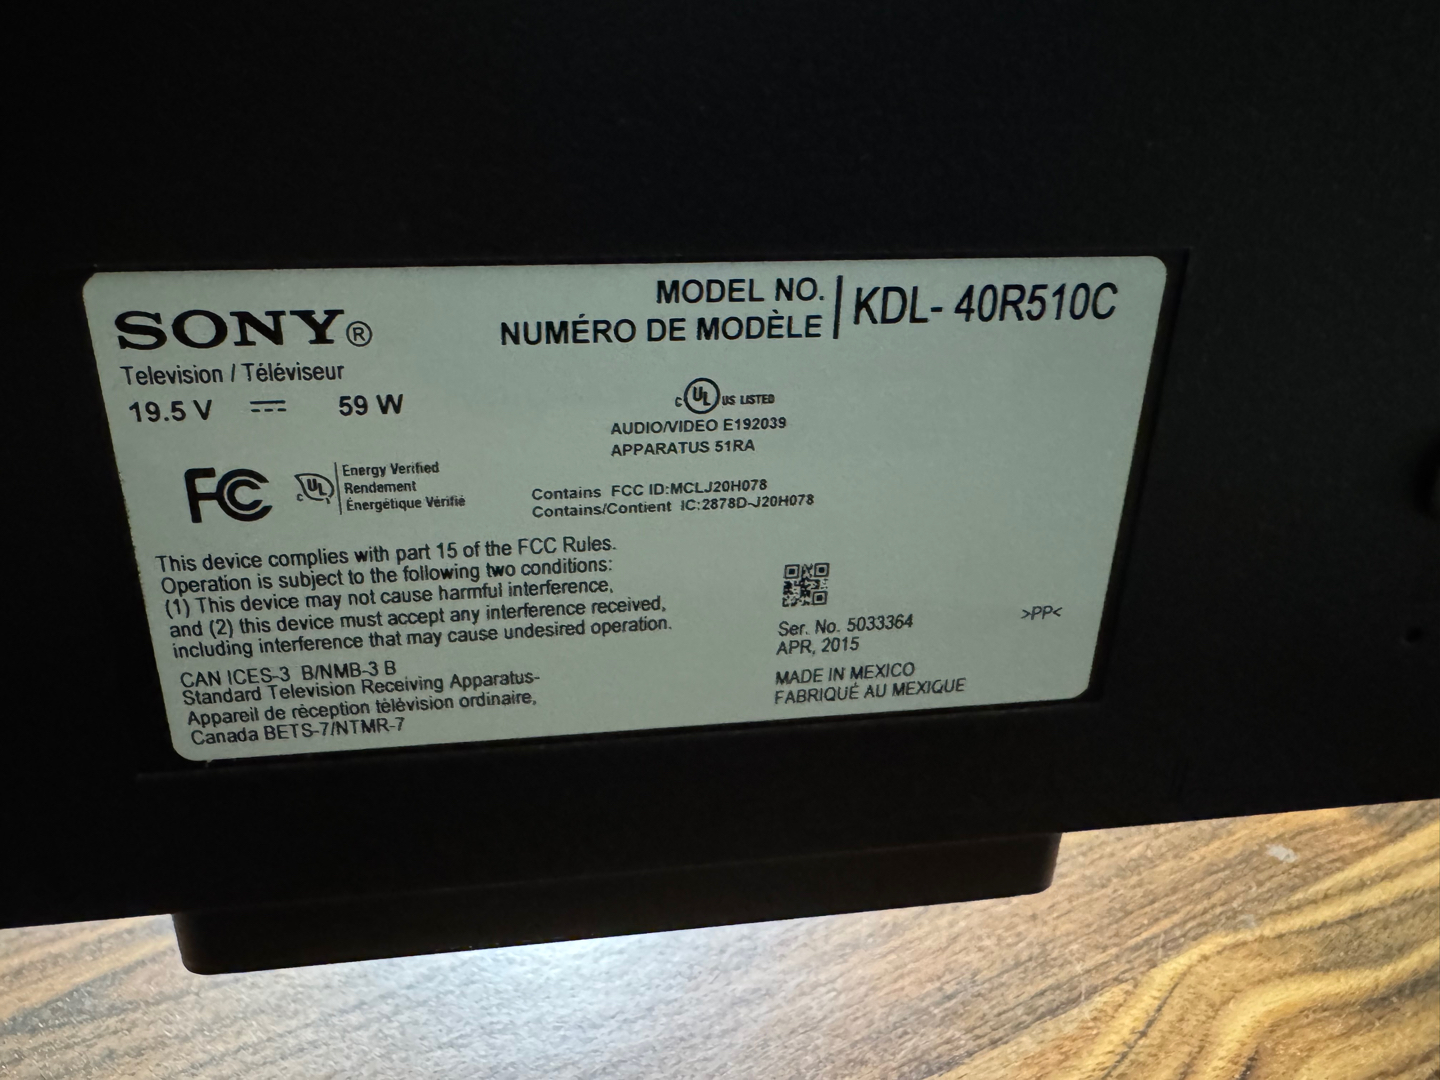 SONY®
Television / Téléviseur
19.5 V 59 W
MODEL NO.
NUMÉRO DE MODÈLE
KDL- 40R510C
c UL US LISTED
AUDIO/VIDEO E192039
APPARATUS 51RA
FC
c UL
Energy Verified
Rendement
Énergétique Vérifié
Contains FCC ID:MCLJ20H078
Contains/Contient IC:2878D-J20H078
This device complies with part 15 of the FCC Rules.
Operation is subject to the following two conditions:
(1) This device may not cause harmful interference,
and (2) this device must accept any interference received,
including interference that may cause undesired operation.
CAN ICES-3 B/NMB-3 B
Standard Television Receiving Apparatus-
Appareil de réception télévision ordinaire,
Canada BETS-7/NTMR-7
Ser. No. 5033364
APR, 2015
MADE IN MEXICO
FABRIQUÉ AU MEXIQUE
>PP<